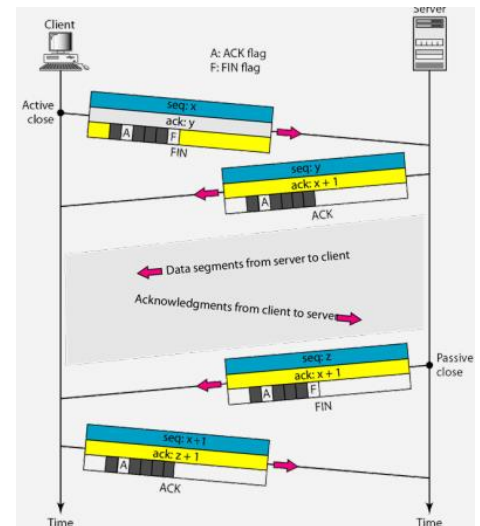 Client
Server
A: ACK flag
F: FIN flag
Active
close
seq: x
ack: y
A
F
FIN
seq: y
ack: x + 1
A
ACK
Data segments from server to client
Acknowledgments from client to server
Passive
close
seq: z
ack: x + 1
A
F
FIN
seq: x+1
ack: z + 1
A
ACK
Time
Time